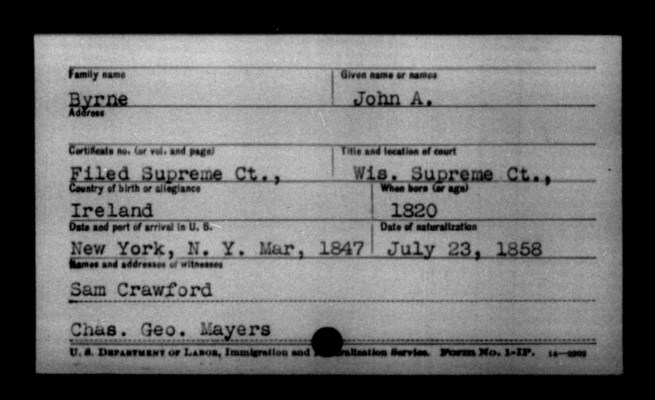 Family name Given name or names
Byrne John A.
Address
Certificate no. (or vol. and page) Title and location of court
Filed Supreme Ct., Wis. Supreme Ct.,
Country of birth or allegiance When born (or age)
Ireland 1820
Date and port of arrival in U. S. Date of naturalization
New York, N. Y. Mar, 1847 July 23, 1858
Names and addresses of witnesses
Sam Crawford
Chas. Geo. Mayers
U. S. Department of Labor, Immigration and Service. Form No. 1-IP.